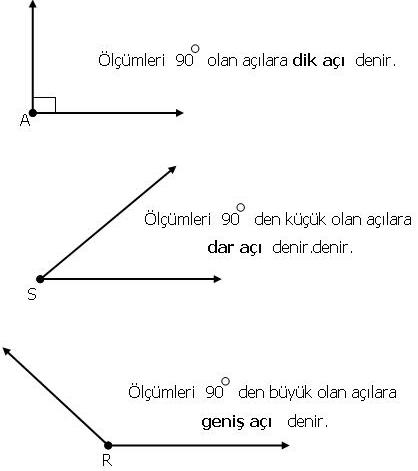 Ölçümleri 90° olan açılara dik açı denir.
A
Ölçümleri 90° den küçük olan açılara
dar açı denir.denir.
S
Ölçümleri 90° den büyük olan açılara
geniş açı denir.
R